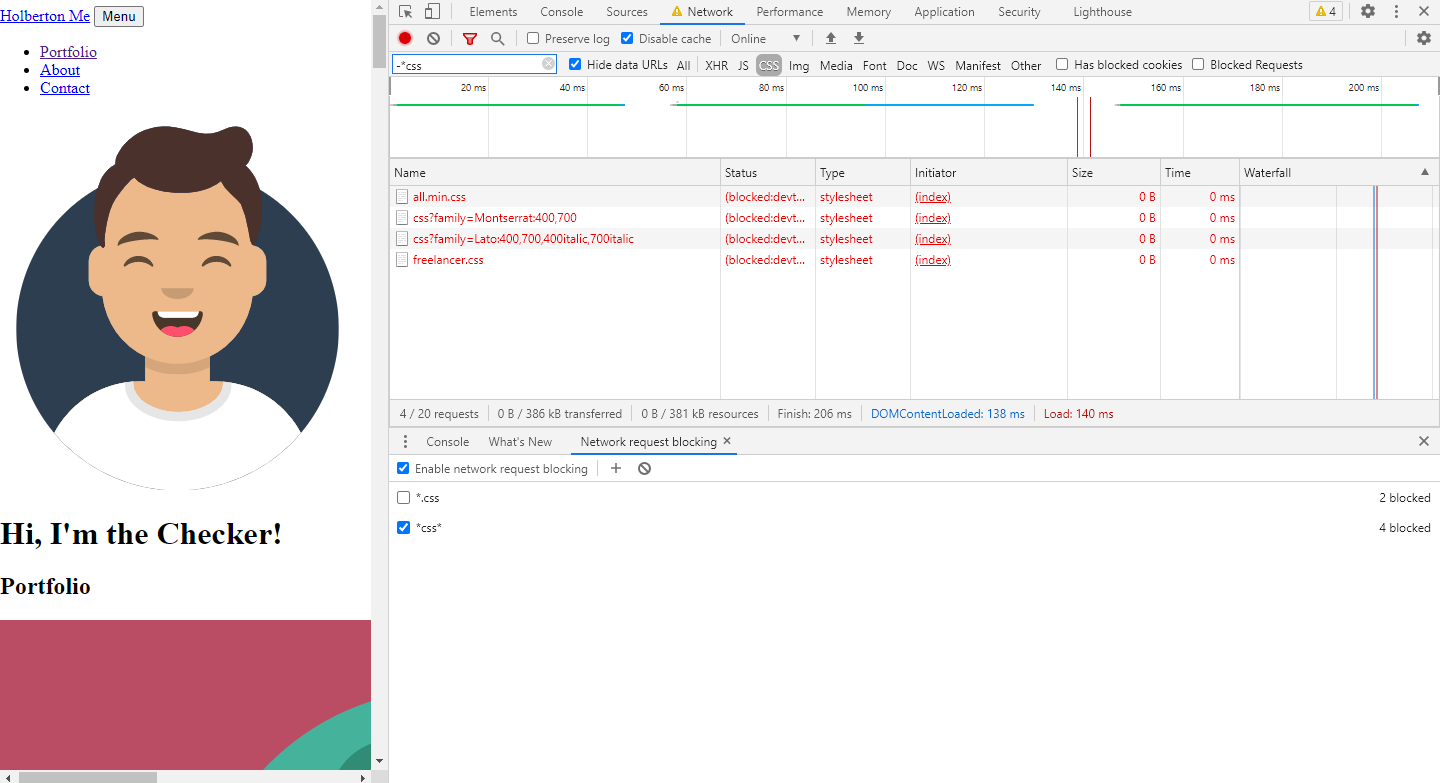 Holberton Me Menu
Portfolio
About
Contact
Hi, I'm the Checker!
Portfolio
Elements Console Sources Network Performance Memory Application Security Lighthouse 4
Preserve log Disable cache Online
-*css Hide data URLs All XHR JS CSS Img Media Font Doc WS Manifest Other Has blocked cookies Blocked Requests
20 ms 40 ms 60 ms 80 ms 100 ms 120 ms 140 ms 160 ms 180 ms 200 ms
Name Status Type Initiator Size Time Waterfall
all.min.css (blocked:devt... stylesheet (index) 0 B 0 ms
css?family=Montserrat:400,700 (blocked:devt... stylesheet (index) 0 B 0 ms
css?family=Lato:400,700,400italic,700italic (blocked:devt... stylesheet (index) 0 B 0 ms
freelancer.css (blocked:devt... stylesheet (index) 0 B 0 ms
4 / 20 requests 0 B / 386 kB transferred 0 B / 381 kB resources Finish: 206 ms DOMContentLoaded: 138 ms Load: 140 ms
Console What's New Network request blocking
Enable network request blocking
*.css 2 blocked
*css* 4 blocked